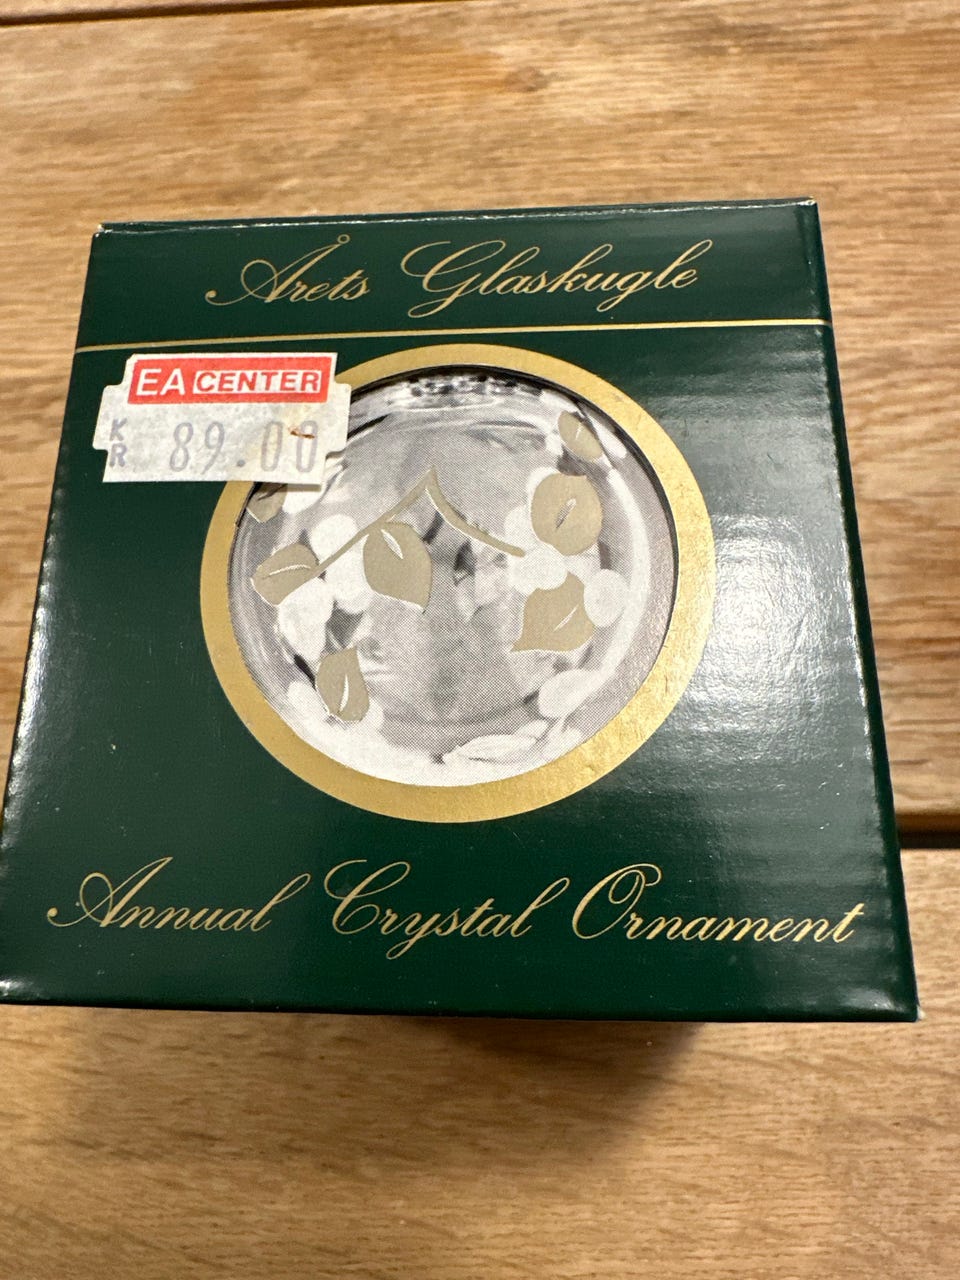 Årets Glaskugle
EA CENTER
KR 89.00
Annual Crystal Ornament